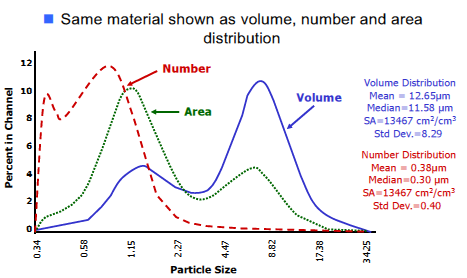 Same material shown as volume, number and area
distribution
Number
Area
Volume
Percent in Channel
12
10
8
6
4
2
0
0.34
0.58
1.15
2.27
4.47
8.82
17.38
34.25
Particle Size
Volume Distribution
Mean = 12.65µm
Median=11.58 µm
SA=13467 cm²/cm³
Std Dev.=8.29
Number Distribution
Mean = 0.38µm
Median=0.30 µm
SA=13467 cm²/cm³
Std Dev.=0.40